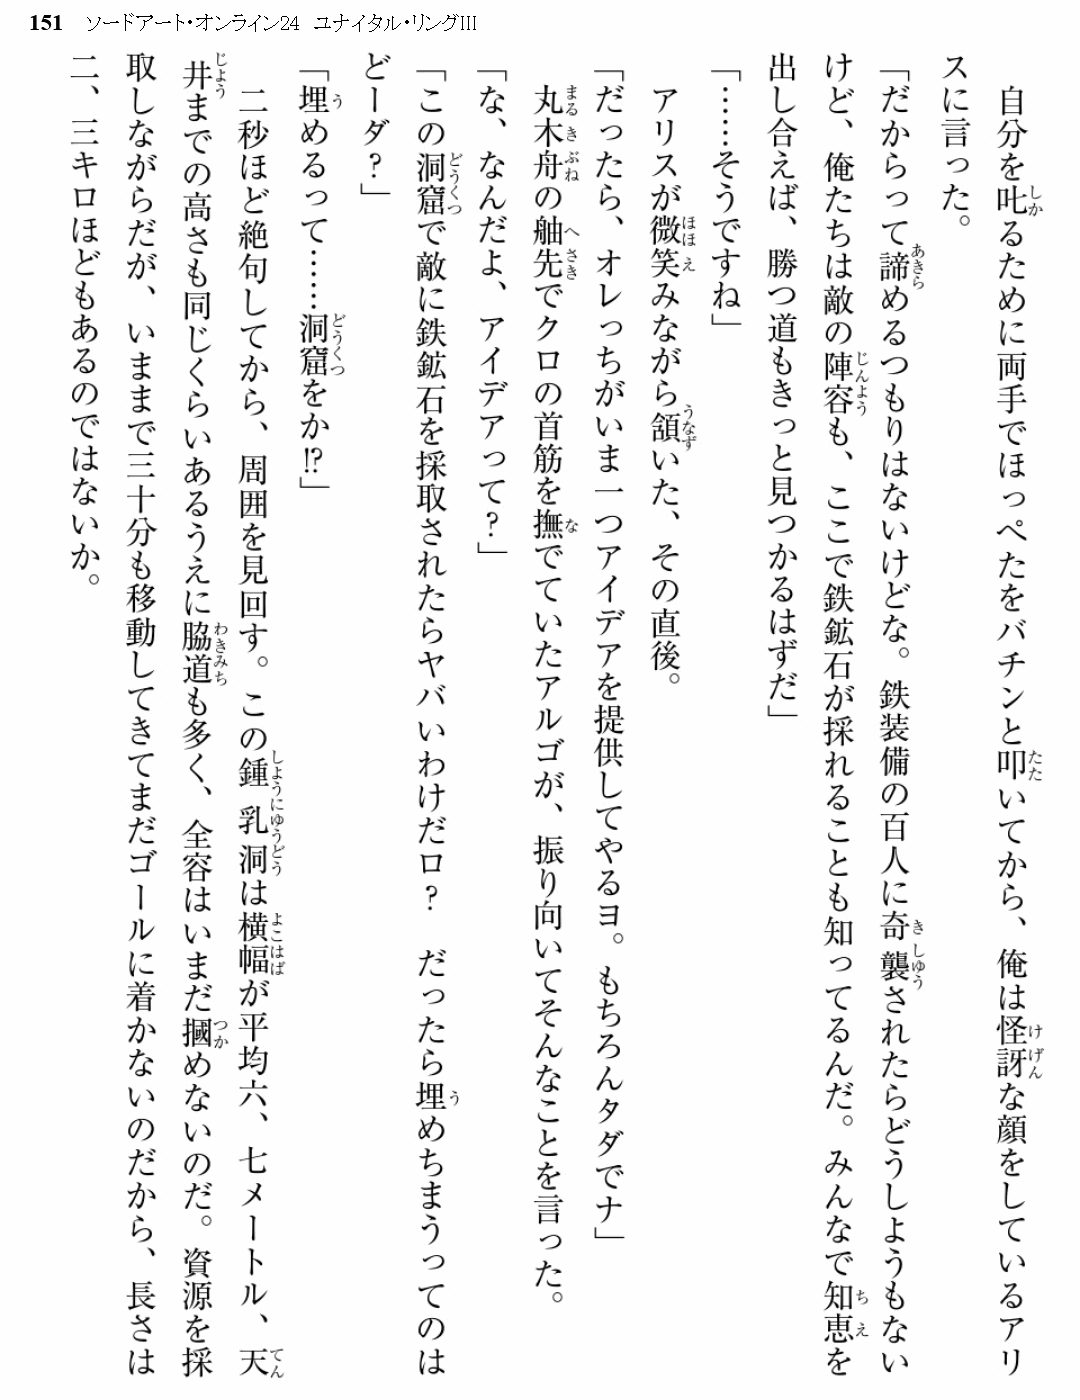 151　ソードアート・オンライン24　ユナイタル・リングIII
　自分を叱るために両手でほっぺたをバチンと叩いてから、俺は怪訝な顔をしているアリ
スに言った。
「だからって諦めるつもりはないけどな。鉄装備の百人に奇襲されたらどうしようもない
けど、俺たちは敵の陣容も、ここで鉄鉱石が採れることも知ってるんだ。みんなで知恵を
出し合えば、勝つ道もきっと見つかるはずだ」
「……そうですね」
　アリスが微笑みながら頷いた、その直後。
「だったら、オレっちがいま一つアイデアを提供してやるヨ。もちろんタダでナ」
　丸木舟の舳先でクロの首筋を撫でていたアルゴが、振り向いてそんなことを言った。
「な、なんだよ、アイデアって？」
「この洞窟で敵に鉄鉱石を採取されたらヤバいわけだロ？　だったら埋めちまうってのは
どーダ？」
「埋めるって……洞窟をか!?」
　二秒ほど絶句してから、周囲を見回す。この鍾乳洞は横幅が平均六、七メートル、天
井までの高さも同じくらいあるうえに脇道も多く、全容はいまだ摑めないのだ。資源を採
取しながらだが、いままで三十分も移動してきてまだゴールに着かないのだから、長さは
二、三キロほどもあるのではないか。